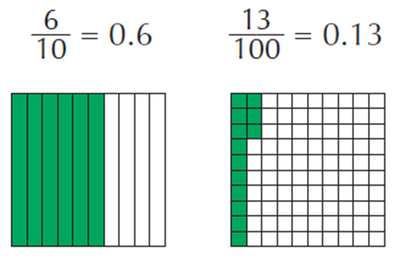 6/10 = 0.6
13/100 = 0.13